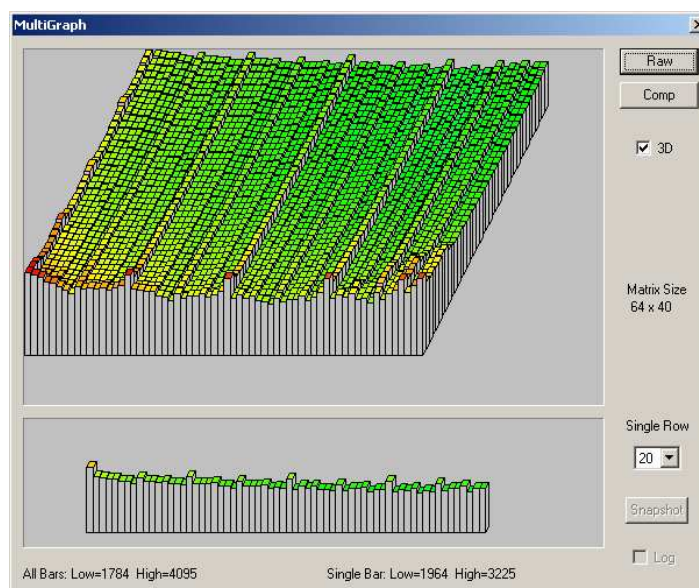 MultiGraph
Raw
Comp
3D
Matrix Size
64 x 40
Single Row
20
Snapshot
Log
All Bars: Low=1784 High=4095
Single Bar: Low=1964 High=3225